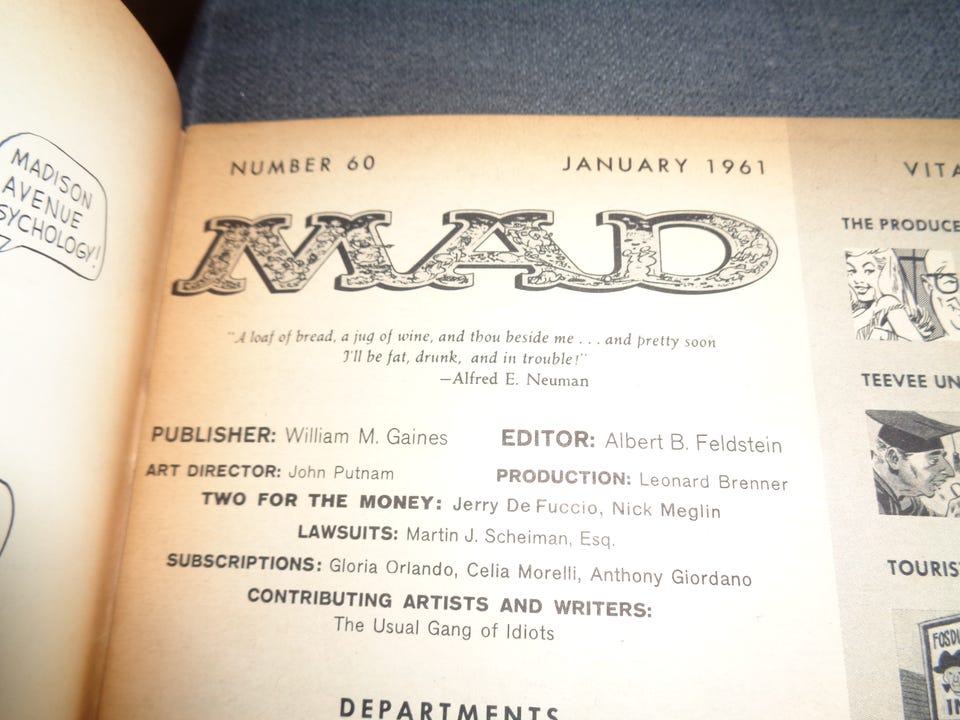 MADISON
AVENUE
SYCHOLOGY!
NUMBER 60 JANUARY 1961
MAD
"A loaf of bread, a jug of wine, and thou beside me . . . and pretty soon
I'll be fat, drunk, and in trouble!"
—Alfred E. Neuman
PUBLISHER: William M. Gaines EDITOR: Albert B. Feldstein
ART DIRECTOR: John Putnam PRODUCTION: Leonard Brenner
TWO FOR THE MONEY: Jerry De Fuccio, Nick Meglin
LAWSUITS: Martin J. Scheiman, Esq.
SUBSCRIPTIONS: Gloria Orlando, Celia Morelli, Anthony Giordano
CONTRIBUTING ARTISTS AND WRITERS:
The Usual Gang of Idiots
DEPARTMENTS
VITA
THE PRODUCE
TEEVEE UN
TOURIS
FOSDI
IN